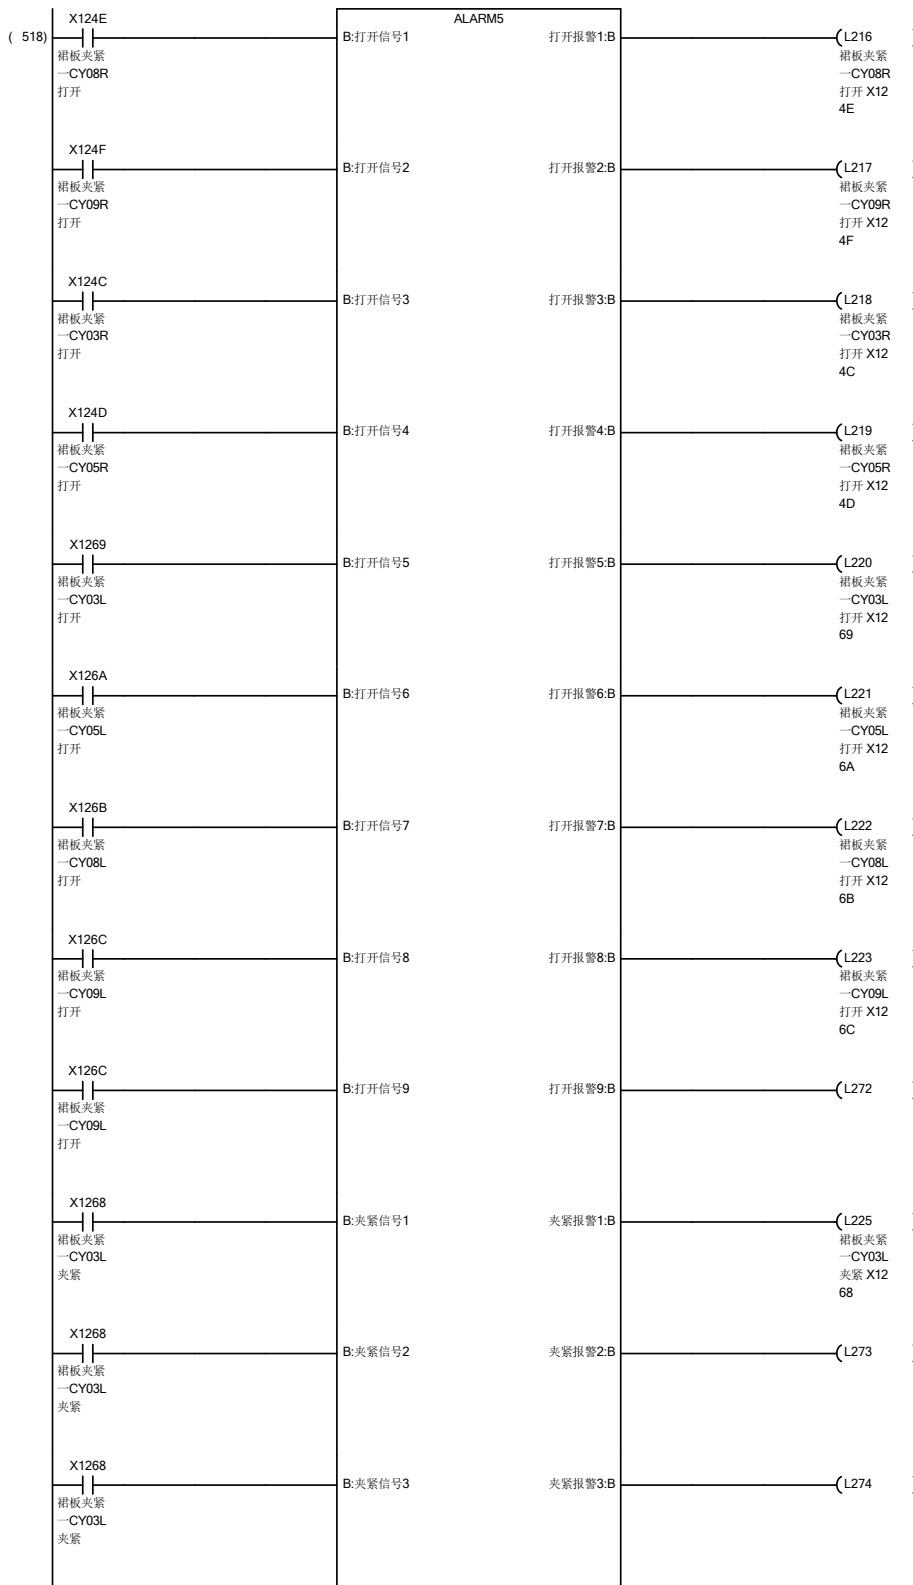 ALARM5
( 518)
X124E
B:打开信号1
打开报警1:B
L216
裙板夹紧
一CY08R
打开
裙板夹紧
一CY08R
打开 X12
4E
X124F
B:打开信号2
打开报警2:B
L217
裙板夹紧
一CY09R
打开
裙板夹紧
一CY09R
打开 X12
4F
X124C
B:打开信号3
打开报警3:B
L218
裙板夹紧
一CY03R
打开
裙板夹紧
一CY03R
打开 X12
4C
X124D
B:打开信号4
打开报警4:B
L219
裙板夹紧
一CY05R
打开
裙板夹紧
一CY05R
打开 X12
4D
X1269
B:打开信号5
打开报警5:B
L220
裙板夹紧
一CY03L
打开
裙板夹紧
一CY03L
打开 X12
69
X126A
B:打开信号6
打开报警6:B
L221
裙板夹紧
一CY05L
打开
裙板夹紧
一CY05L
打开 X12
6A
X126B
B:打开信号7
打开报警7:B
L222
裙板夹紧
一CY08L
打开
裙板夹紧
一CY08L
打开 X12
6B
X126C
B:打开信号8
打开报警8:B
L223
裙板夹紧
一CY09L
打开
裙板夹紧
一CY09L
打开 X12
6C
X126C
B:打开信号9
打开报警9:B
L272
裙板夹紧
一CY09L
打开
X1268
B:夹紧信号1
夹紧报警1:B
L225
裙板夹紧
一CY03L
夹紧
裙板夹紧
一CY03L
夹紧 X12
68
X1268
B:夹紧信号2
夹紧报警2:B
L273
裙板夹紧
一CY03L
夹紧
X1268
B:夹紧信号3
夹紧报警3:B
L274
裙板夹紧
一CY03L
夹紧